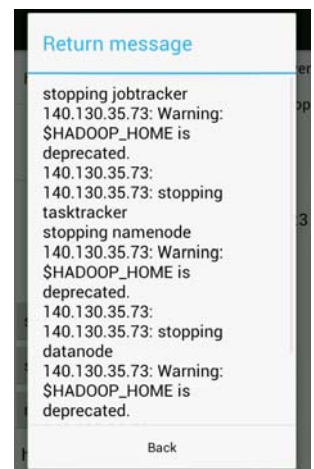 Return message
stopping jobtracker
140.130.35.73: Warning:
$HADOOP_HOME is
deprecated.
140.130.35.73:
140.130.35.73: stopping
tasktracker
stopping namenode
140.130.35.73: Warning:
$HADOOP_HOME is
deprecated.
140.130.35.73:
140.130.35.73: stopping
datanode
140.130.35.73: Warning:
$HADOOP_HOME is
deprecated.
Back